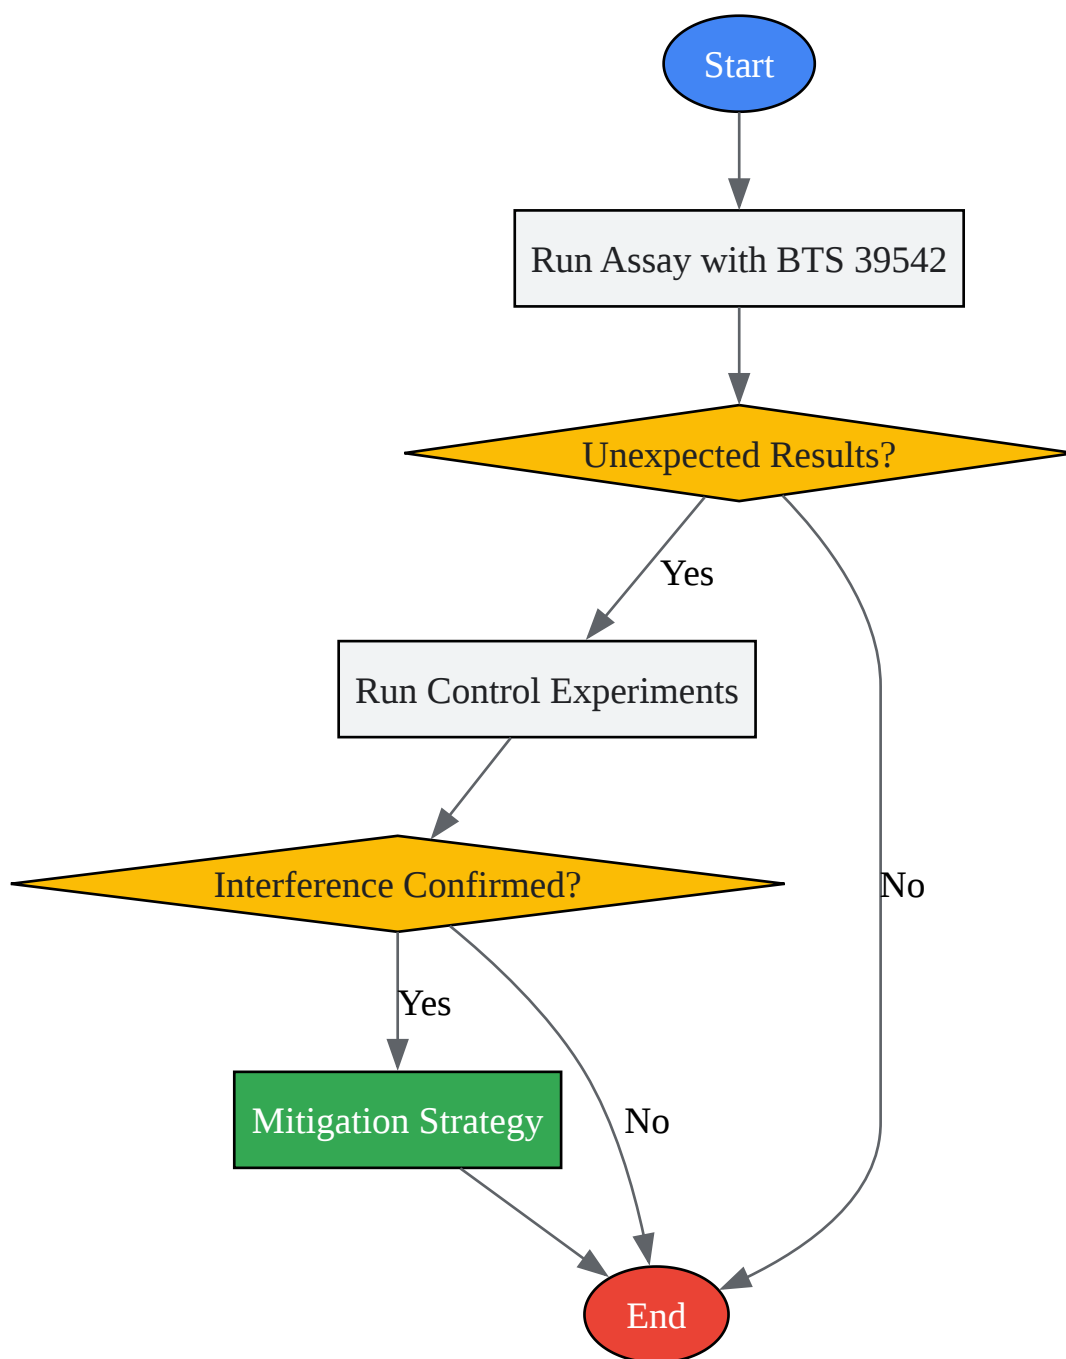 Start
Run Assay with BTS 39542
Unexpected Results?
Yes
Run Control Experiments
Interference Confirmed?
No
Yes
Mitigation Strategy
No
End